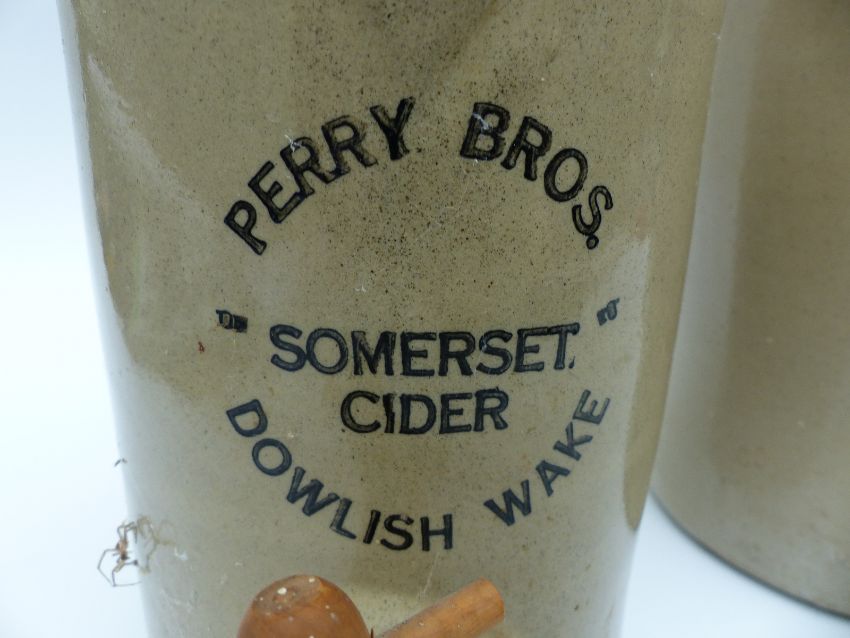 PERRY BROS.
"SOMERSET"
CIDER
DOWLISH WAKE